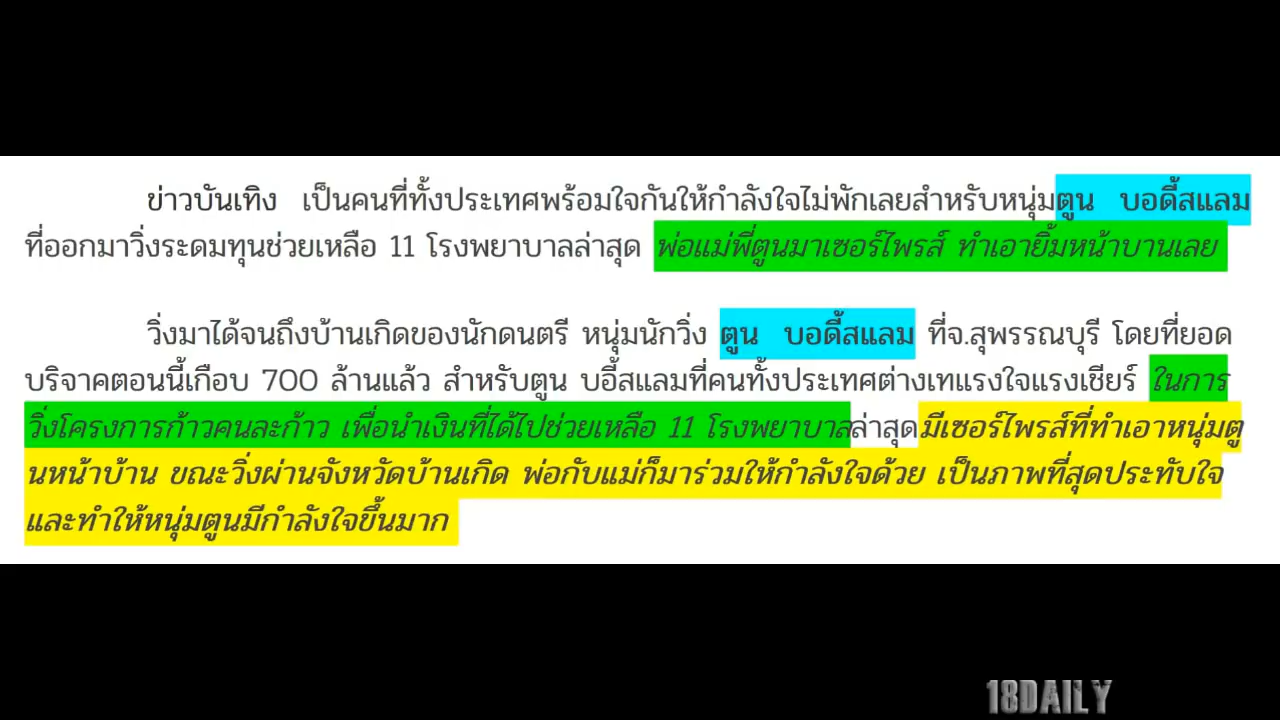 ข่าวบันเทิง เป็นคนที่ทั้งประเทศพร้อมใจกันให้กำลังใจไม่พักเลยสำหรับหนุ่มตูน บอดี้สแลม
ที่ออกมาวิ่งระดมทุนช่วยเหลือ 11 โรงพยาบาลล่าสุด พ่อแม่พี่ตูนมาเซอร์ไพรส์ ทำเอายิ้มหน้าบานเลย
วิ่งมาได้จนถึงบ้านเกิดของนักดนตรี หนุ่มนักวิ่ง ตูน บอดี้สแลม ที่จ.สุพรรณบุรี โดยที่ยอด
บริจาคตอนนี้เกือบ 700 ล้านแล้ว สำหรับตูน บอี้สแลมที่คนทั้งประเทศต่างเทแรงใจแรงเชียร์ ในการ
วิ่งโครงการก้าวคนละก้าว เพื่อนำเงินที่ได้ไปช่วยเหลือ 11 โรงพยาบาลล่าสุดมีเซอร์ไพรส์ที่ทำเอาหนุ่มตู
นหน้าบ้าน ขณะวิ่งผ่านจังหวัดบ้านเกิด พ่อกับแม่ก็มาร่วมให้กำลังใจด้วย เป็นภาพที่สุดประทับใจ
และทำให้หนุ่มตูนมีกำลังใจขึ้นมาก
18DAILY